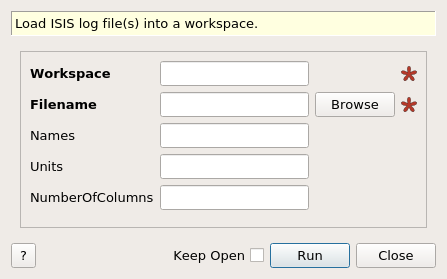 Load ISIS log file(s) into a workspace.
Workspace
Filename Browse
Names
Units
NumberOfColumns
? Keep Open Run Close